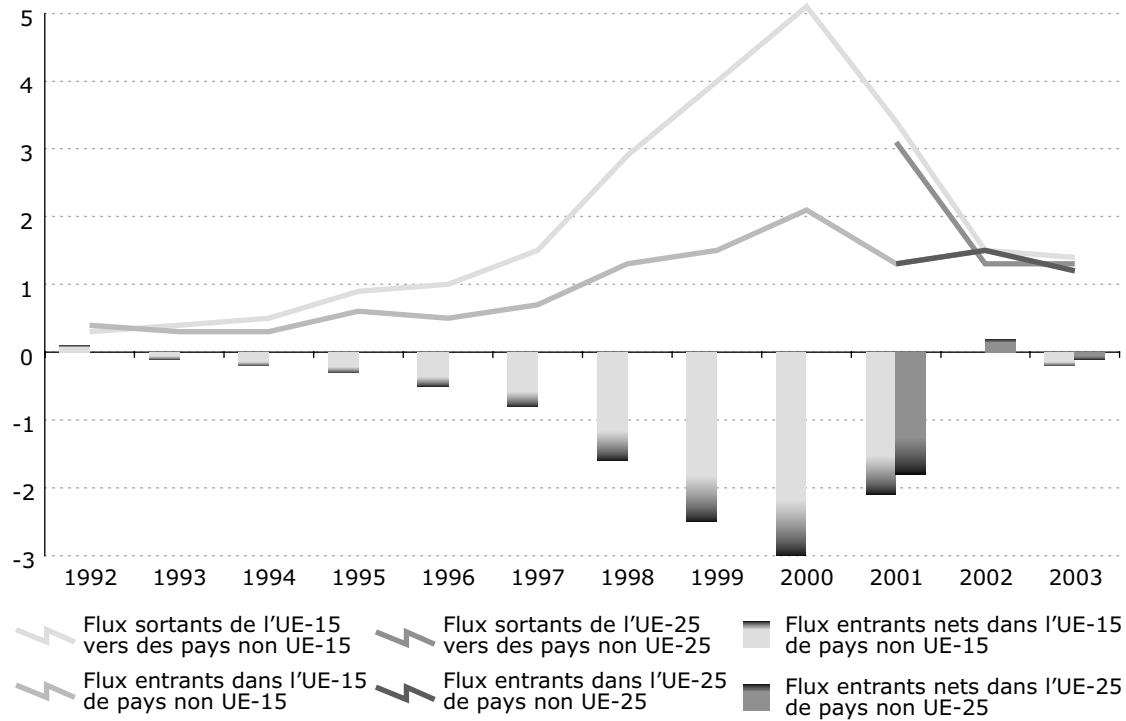 5
4
3
2
1
0
-1
-2
-3
1992 1993 1994 1995 1996 1997 1998 1999 2000 2001 2002 2003
Flux sortants de l’UE-15
vers des pays non UE-15
Flux entrants dans l’UE-15
de pays non UE-15
Flux sortants de l’UE-25
vers des pays non UE-25
Flux entrants dans l’UE-25
de pays non UE-25
Flux entrants nets dans l’UE-15
de pays non UE-15
Flux entrants nets dans l’UE-25
de pays non UE-25